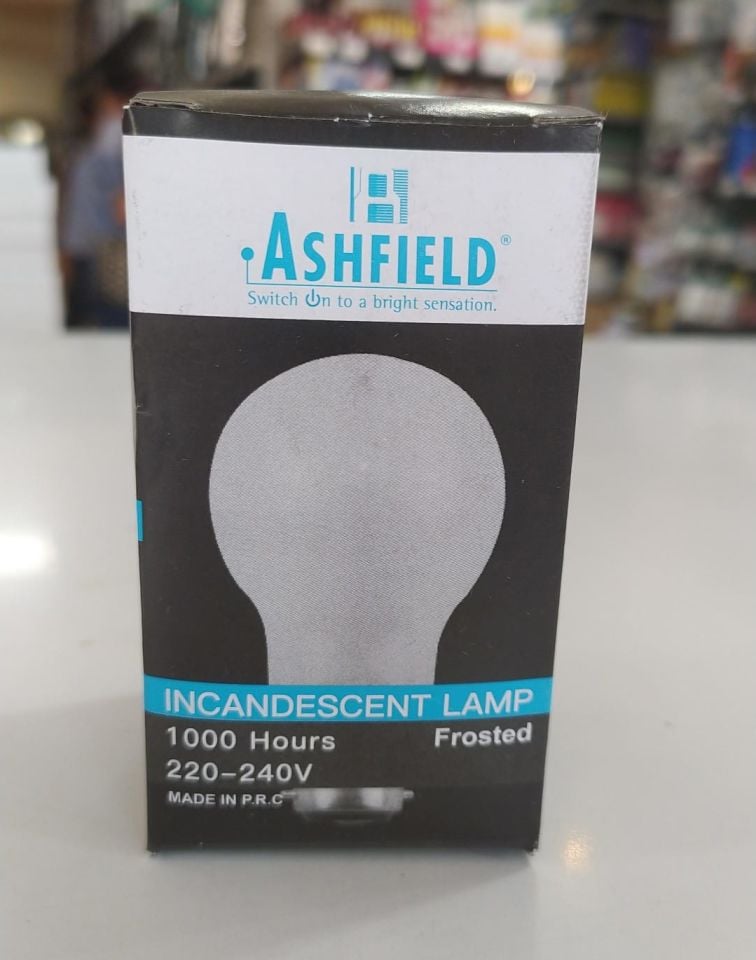 ASHFIELD®
Switch On to a bright sensation.
INCANDESCENT LAMP
1000 Hours Frosted
220-240V
MADE IN P.R.C